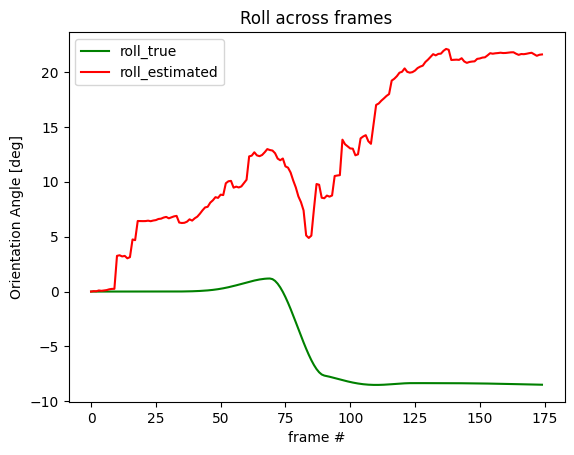 Roll across frames
roll_true
roll_estimated
Orientation Angle [deg]
20
15
10
5
0
−5
−10
0 25 50 75 100 125 150 175
frame #